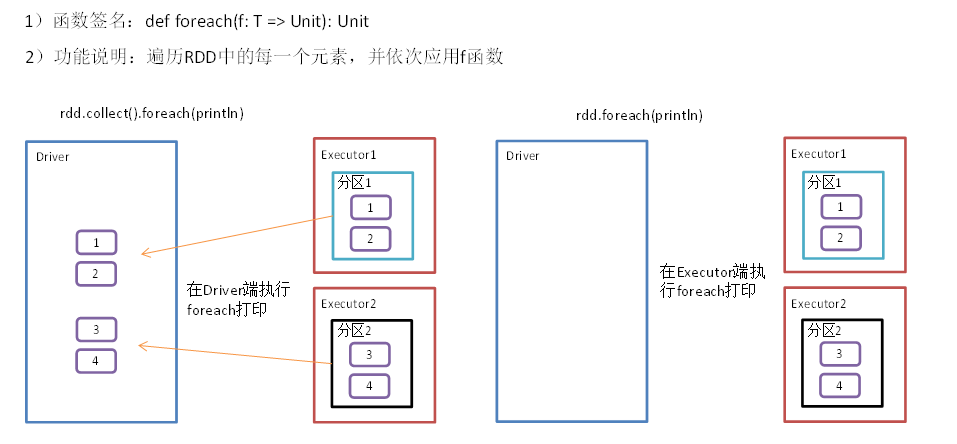 1）函数签名：def foreach(f: T => Unit): Unit
2）功能说明：遍历RDD中的每一个元素，并依次应用f函数
rdd.collect().foreach(println)
Driver
1
2
3
4
在Driver端执行
foreach打印
Executor1
分区1
1
2
Executor2
分区2
3
4
rdd.foreach(println)
Driver
在Executor端执
行foreach打印
Executor1
分区1
1
2
Executor2
分区2
3
4